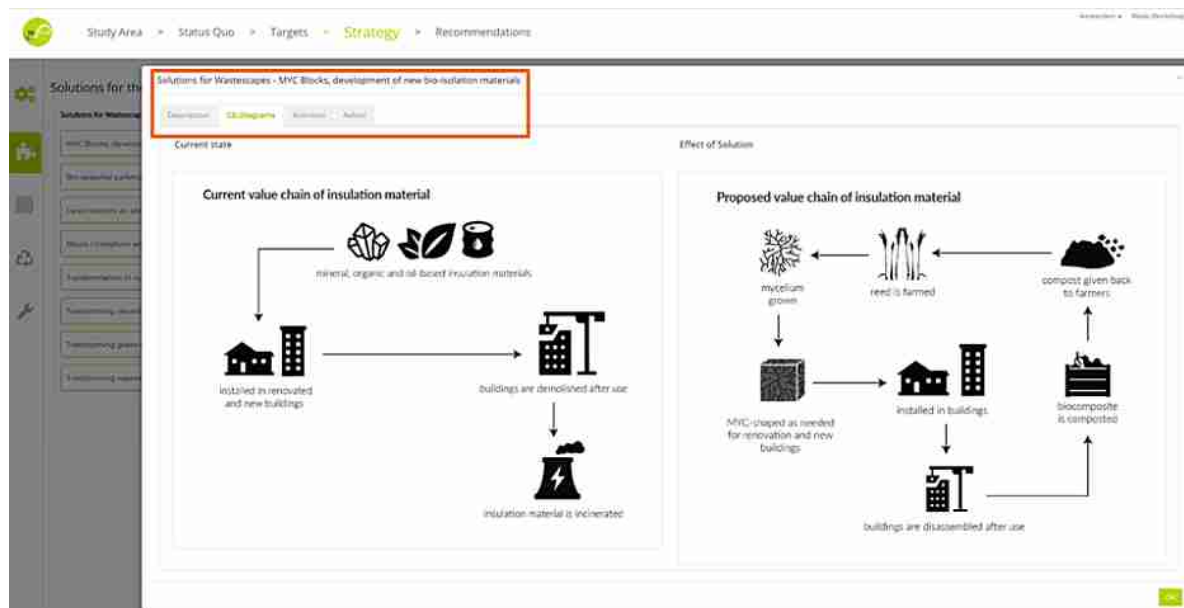 Study Area > Status Quo > Targets > Strategy > Recommendations
Solutions for the
Solutions for Wastescapes - MYC Blocks, development of new bio-isolation materials
Description
Current state
Effect of Solution
Current value chain of insulation material
mineral, organic and oil-based insulation materials
installed in renovated
and new buildings
buildings are demolished after use
insulation material is incinerated
Proposed value chain of insulation material
mycelium
grown
reed is farmed
compost given back
to farmers
MYC-shaped as needed
for renovation and new
buildings
installed in buildings
biocomposite
is composted
buildings are disassembled after use
OK